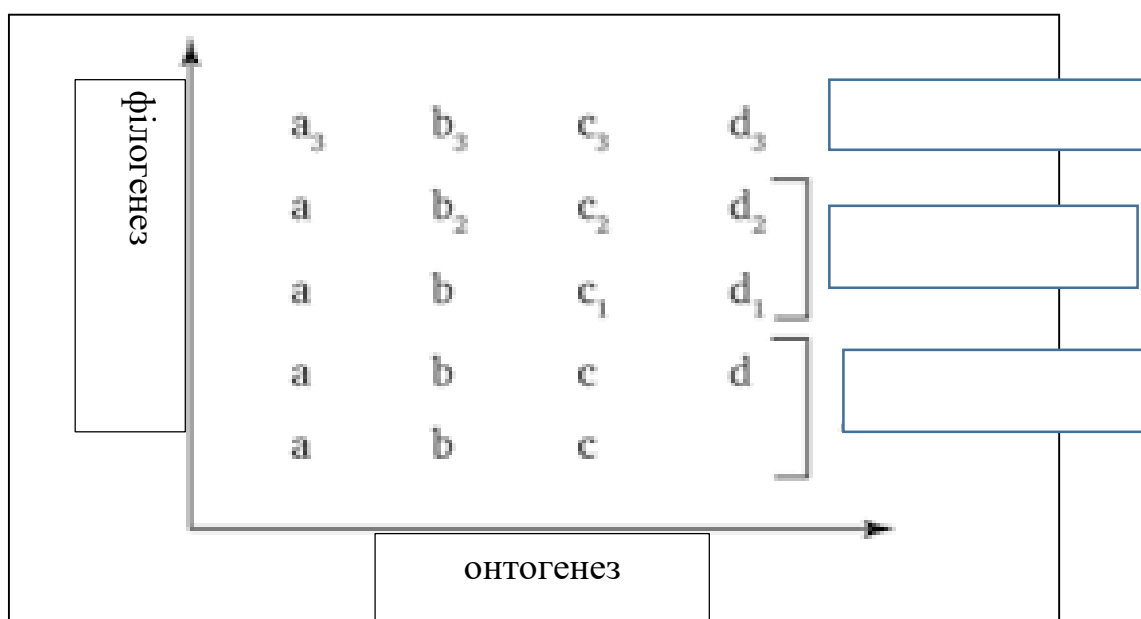 філогенез
a₃ b₃ c₃ d₃
a b₂ c₂ d₂
a b c₁ d₁
a b c d
a b c
онтогенез